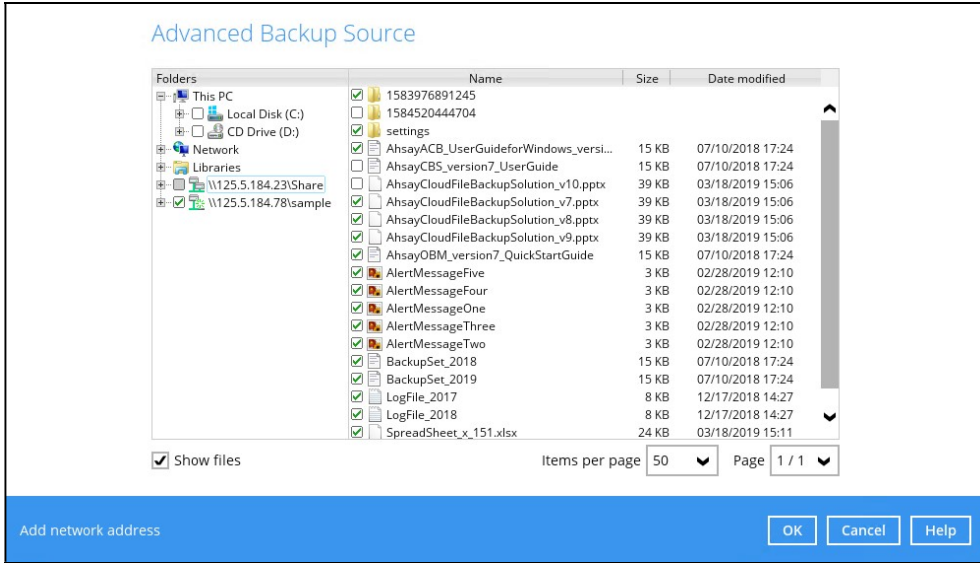 Advanced Backup Source
Folders
This PC
Local Disk (C:)
CD Drive (D:)
Network
Libraries
\\125.5.184.23\Share
\\125.5.184.78\sample
Name Size Date modified
1583976891245
1584520444704
settings
AhsayACB_UserGuideforWindows_versi... 15 KB 07/10/2018 17:24
AhsayCBS_version7_UserGuide 15 KB 07/10/2018 17:24
AhsayCloudFileBackupSolution_v10.pptx 39 KB 03/18/2019 15:06
AhsayCloudFileBackupSolution_v7.pptx 39 KB 03/18/2019 15:06
AhsayCloudFileBackupSolution_v8.pptx 39 KB 03/18/2019 15:06
AhsayCloudFileBackupSolution_v9.pptx 39 KB 03/18/2019 15:06
AhsayOBM_version7_QuickStartGuide 15 KB 07/10/2018 17:24
AlertMessageFive 3 KB 02/28/2019 12:10
AlertMessageFour 3 KB 02/28/2019 12:10
AlertMessageOne 3 KB 02/28/2019 12:10
AlertMessageThree 3 KB 02/28/2019 12:10
AlertMessageTwo 3 KB 02/28/2019 12:10
BackupSet_2018 15 KB 07/10/2018 17:24
BackupSet_2019 15 KB 07/10/2018 17:24
LogFile_2017 8 KB 12/17/2018 14:27
LogFile_2018 8 KB 12/17/2018 14:27
SpreadSheet_x_151.xlsx 24 KB 03/18/2019 15:11
Show files
Items per page 50 Page 1 / 1
Add network address
OK Cancel Help